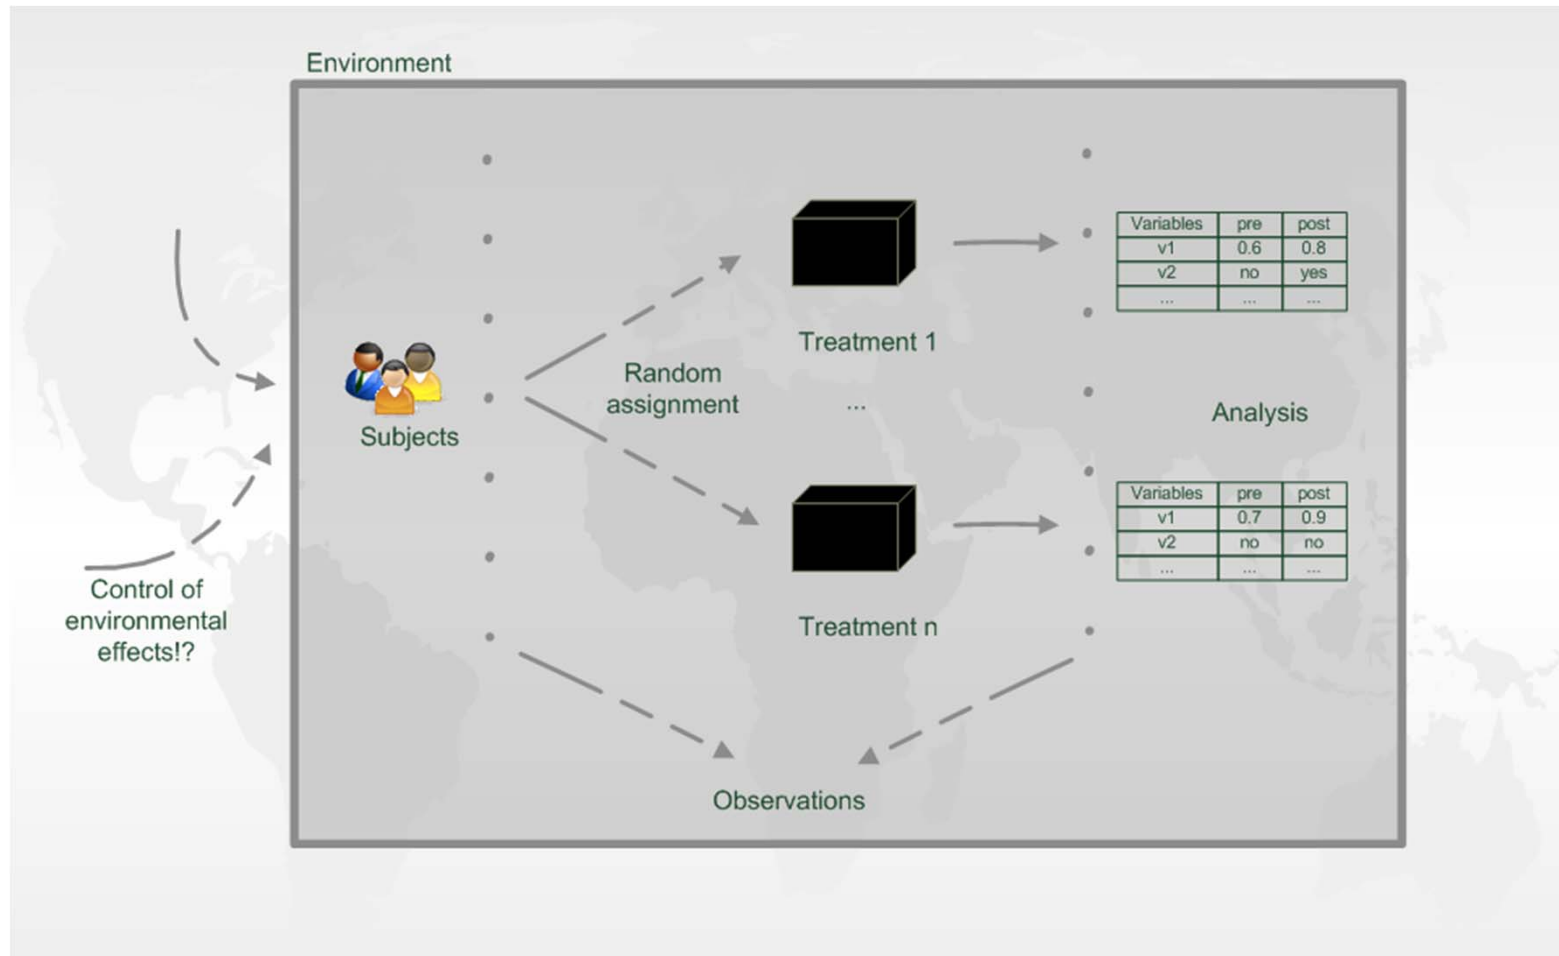 Environment
Variables pre post
v1 0.6 0.8
v2 no yes
... ... ...
Treatment 1
Random
assignment
...
Analysis
Subjects
Variables pre post
v1 0.7 0.9
v2 no no
... ... ...
Control of
environmental
effects!?
Treatment n
Observations